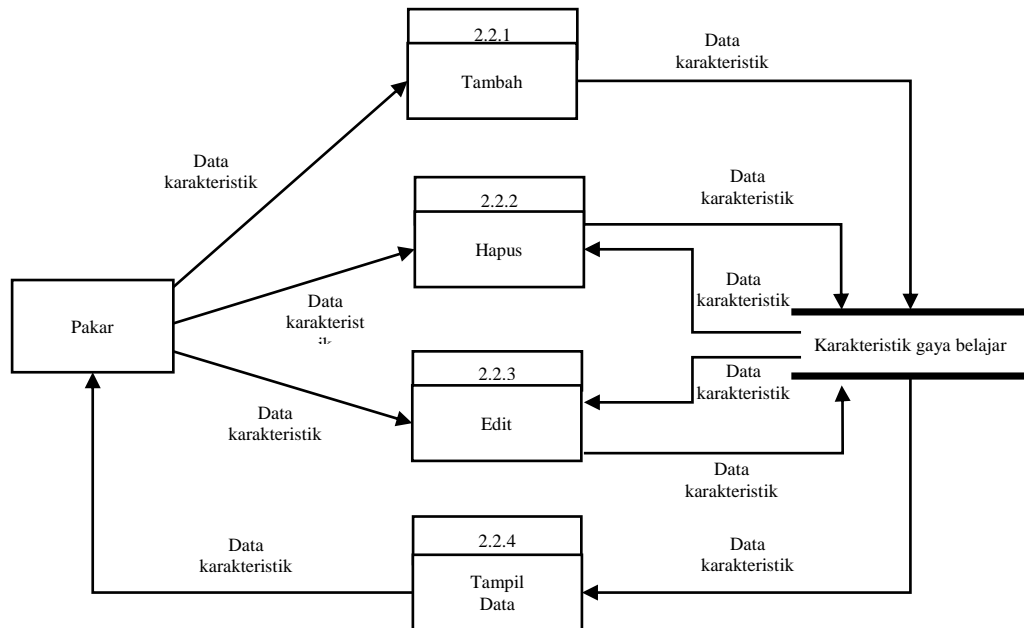 2.2.1
Tambah
Data
karakteristik
Data
karakteristik
2.2.2
Hapus
Data
karakteristik
Data
karakteristik
Pakar
Data
karakterist
ik
Karakteristik gaya belajar
2.2.3
Edit
Data
karakteristik
Data
karakteristik
Data
karakteristik
2.2.4
Tampil
Data
Data
karakteristik
Data
karakteristik